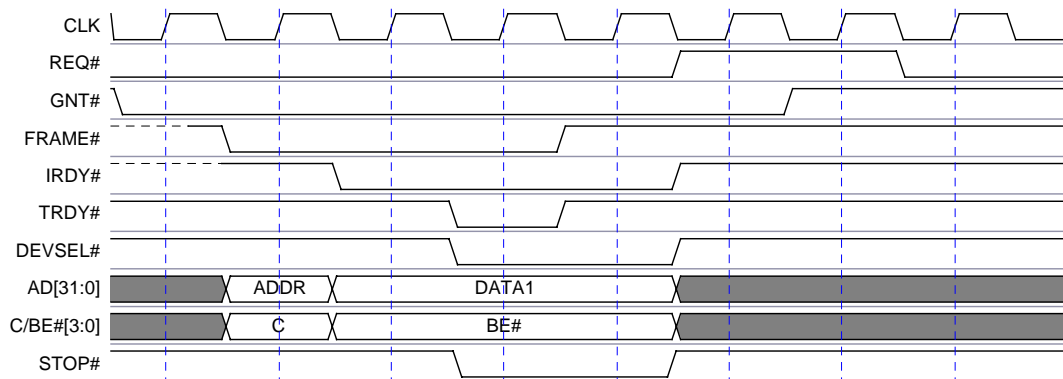 CLK
REQ#
GNT#
FRAME#
IRDY#
TRDY#
DEVSEL#
AD[31:0] ADDR DATA1
C/BE#[3:0] C BE#
STOP#